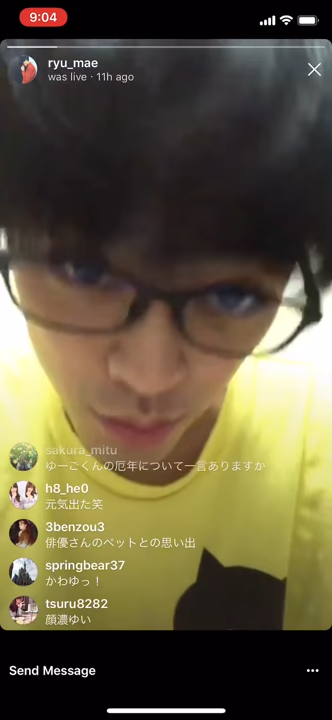 9:04
ryu_mae
was live · 11h ago
sakura_mitu
ゆーごくんの厄年について一言ありますか
h8_he0
元気出た笑
3benzou3
俳優さんのペットとの思い出
springbear37
かわゆっ！
tsuru8282
顔濃ゆい
Send Message